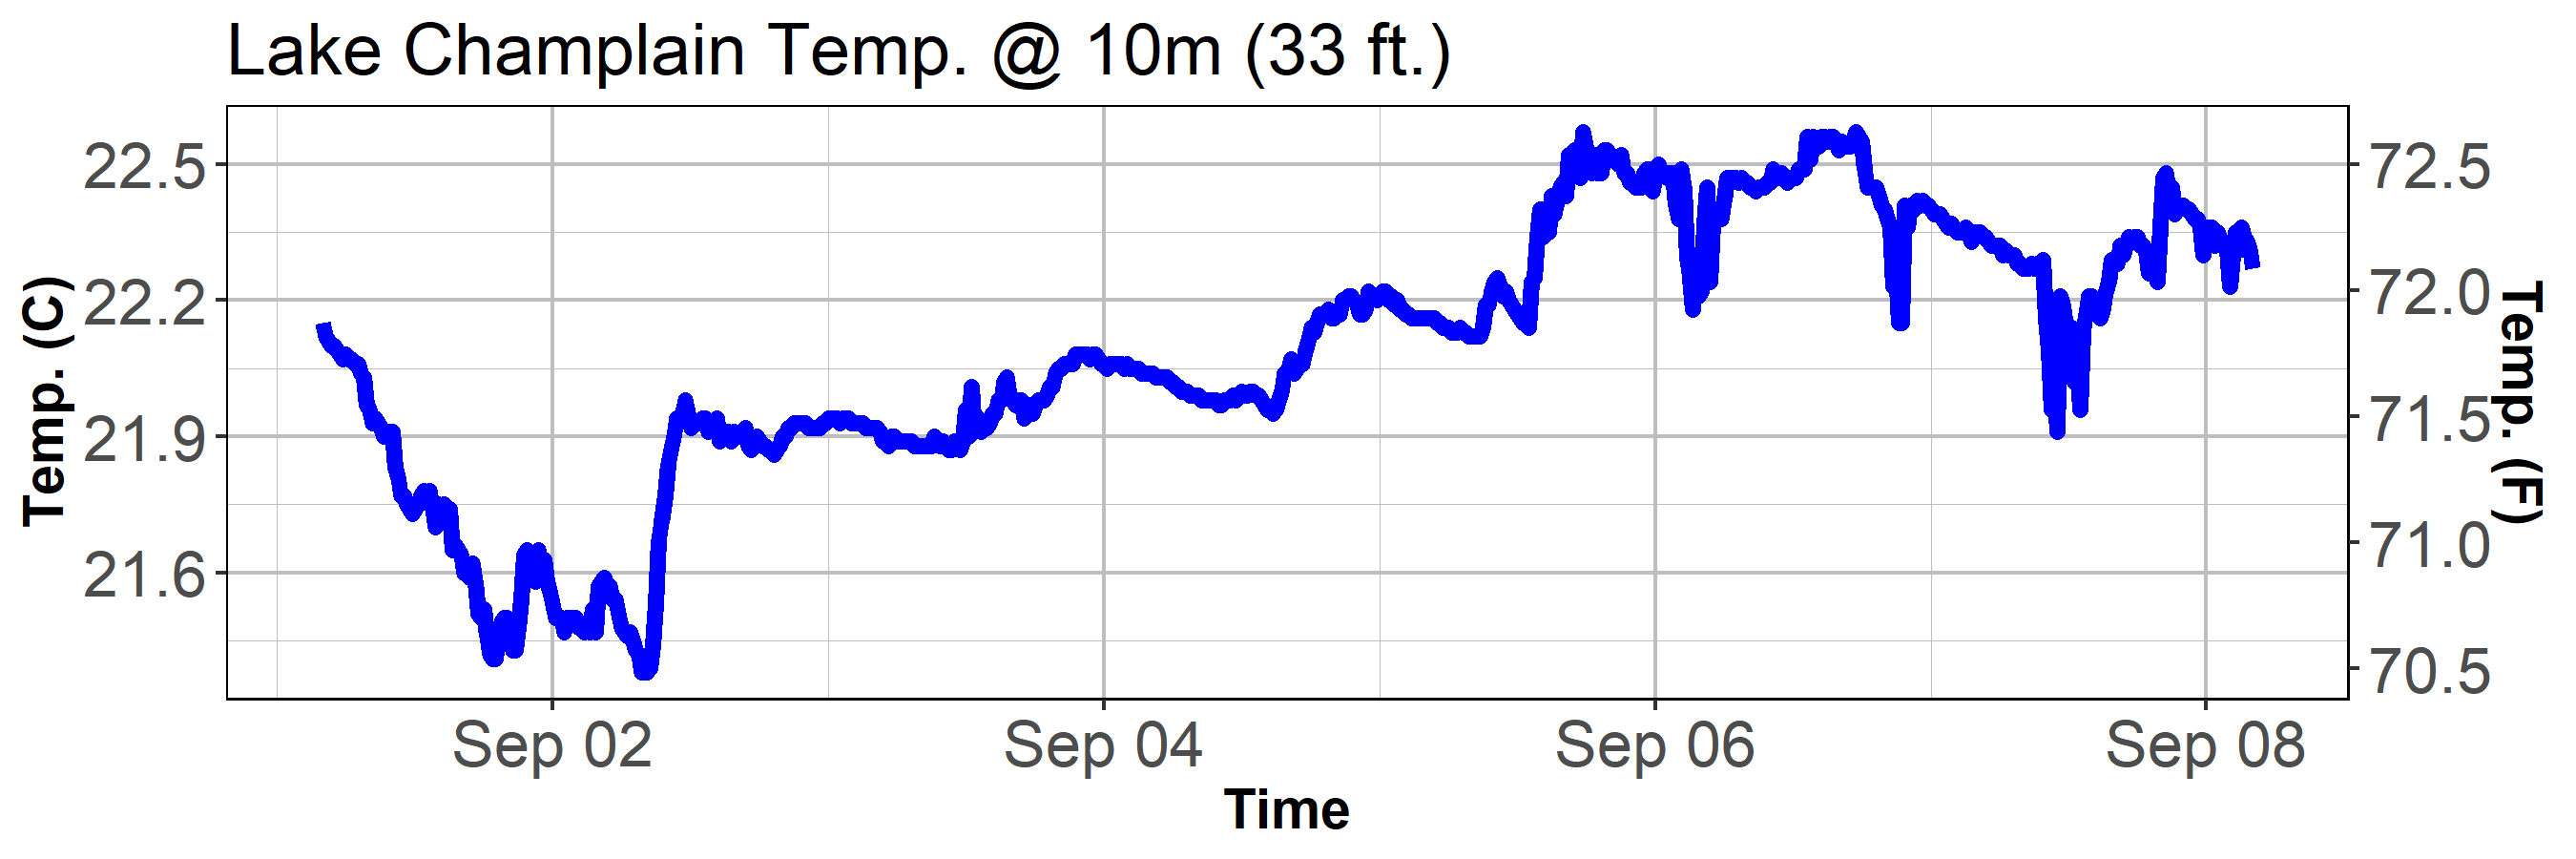 Lake Champlain Temp. @ 10m (33 ft.)
Temp. (C)
22.5
22.2
21.9
21.6
72.5
72.0
71.5
71.0
70.5
Temp. (F)
Sep 02
Sep 04
Sep 06
Sep 08
Time